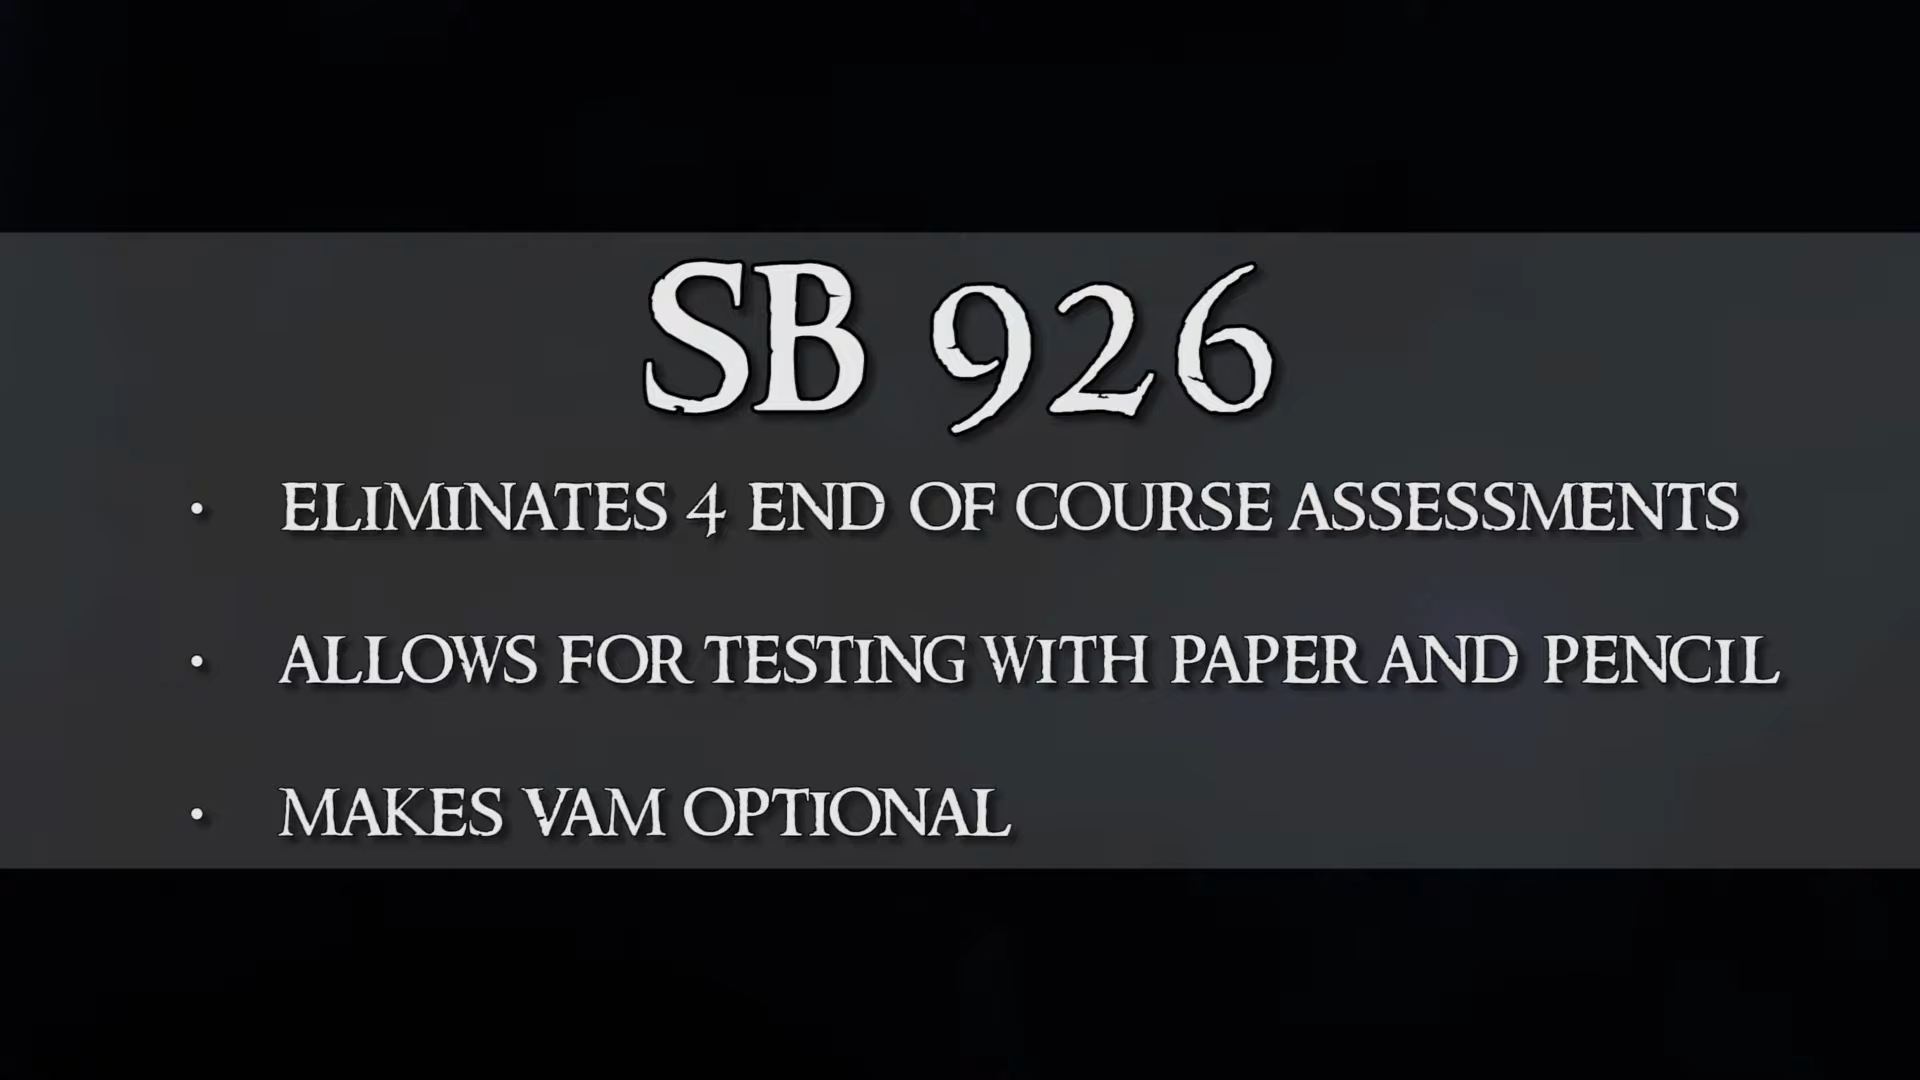 SB 926
• ELIMINATES 4 END OF COURSE ASSESSMENTS
• ALLOWS FOR TESTING WITH PAPER AND PENCIL
• MAKES VAM OPTIONAL